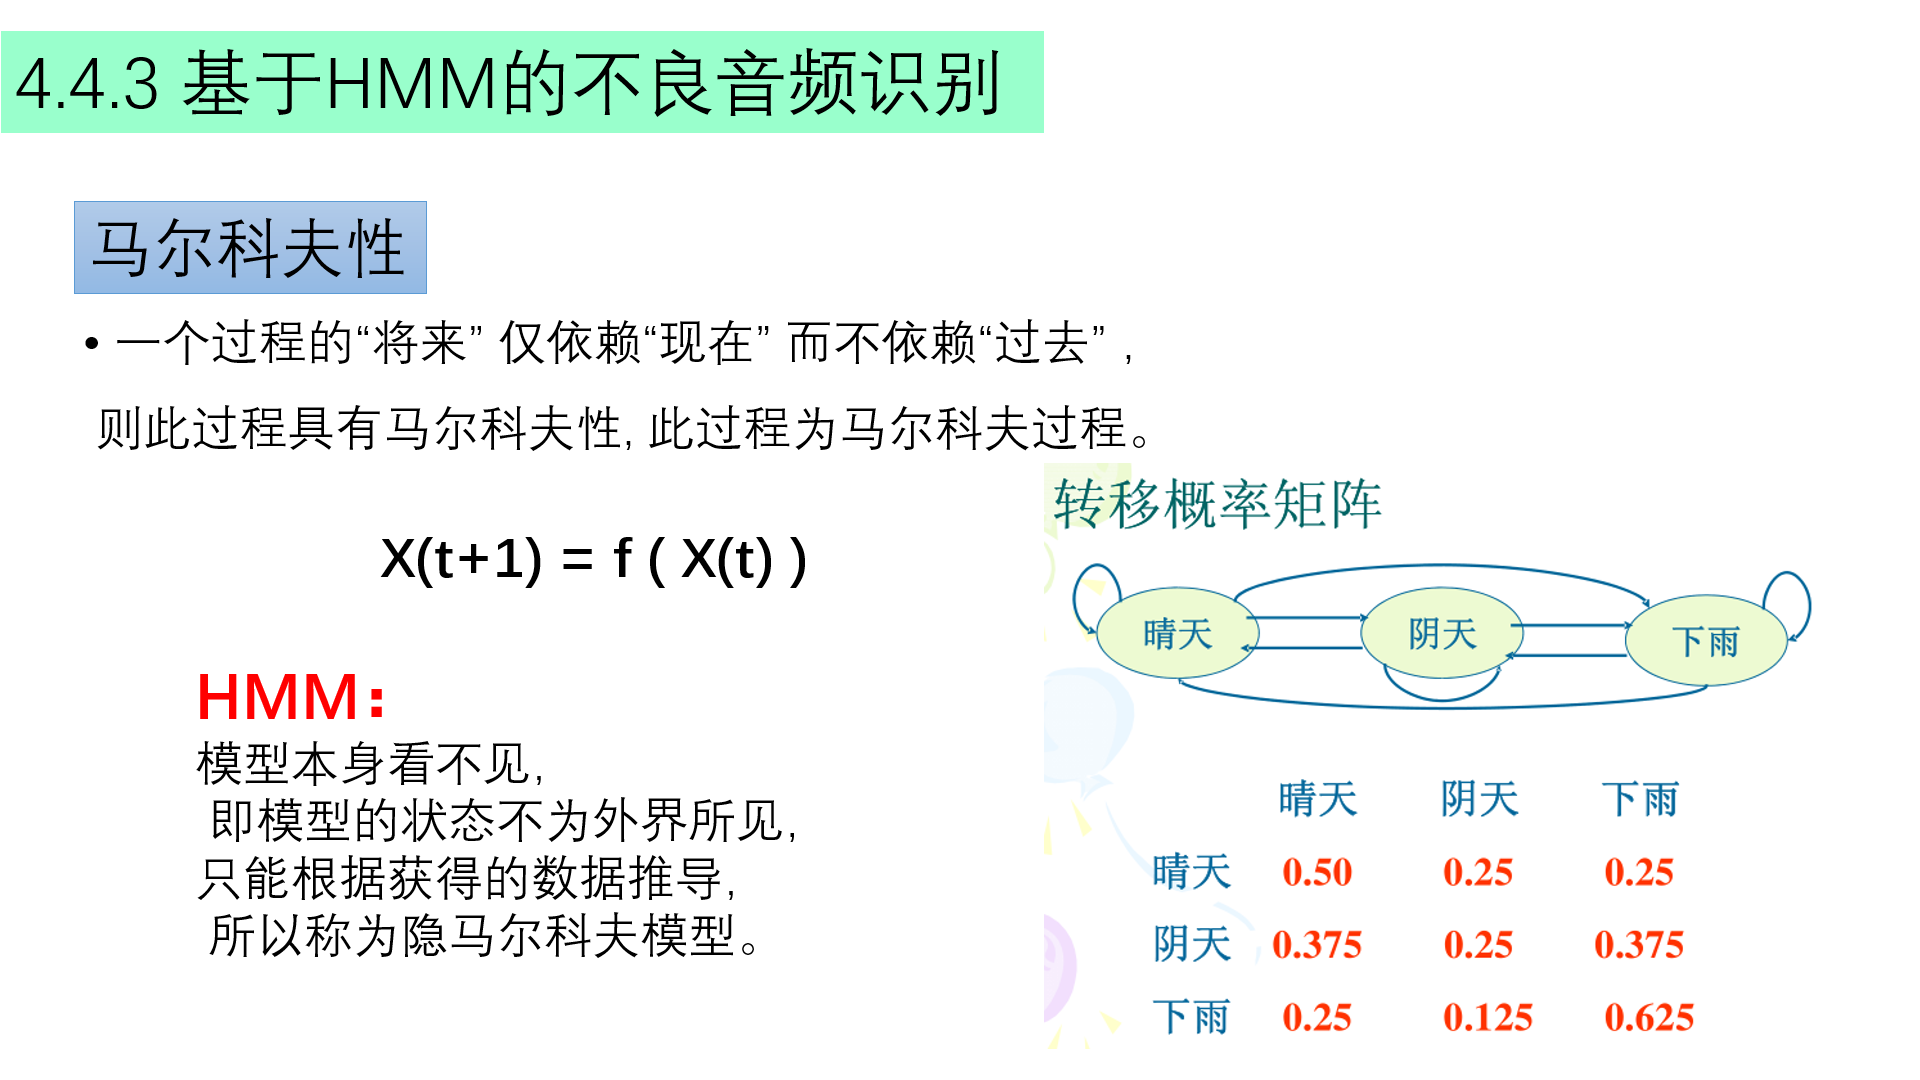 4.4.3 基于HMM的不良音频识别
马尔科夫性
• 一个过程的“将来” 仅依赖“现在” 而不依赖“过去” ,
则此过程具有马尔科夫性, 此过程为马尔科夫过程。
X(t+1) = f ( X(t) )
HMM：
模型本身看不见,
即模型的状态不为外界所见,
只能根据获得的数据推导,
所以称为隐马尔科夫模型。
转移概率矩阵
晴天 阴天 下雨
晴天 阴天 下雨
晴天 0.50 0.25 0.25
阴天 0.375 0.25 0.375
下雨 0.25 0.125 0.625